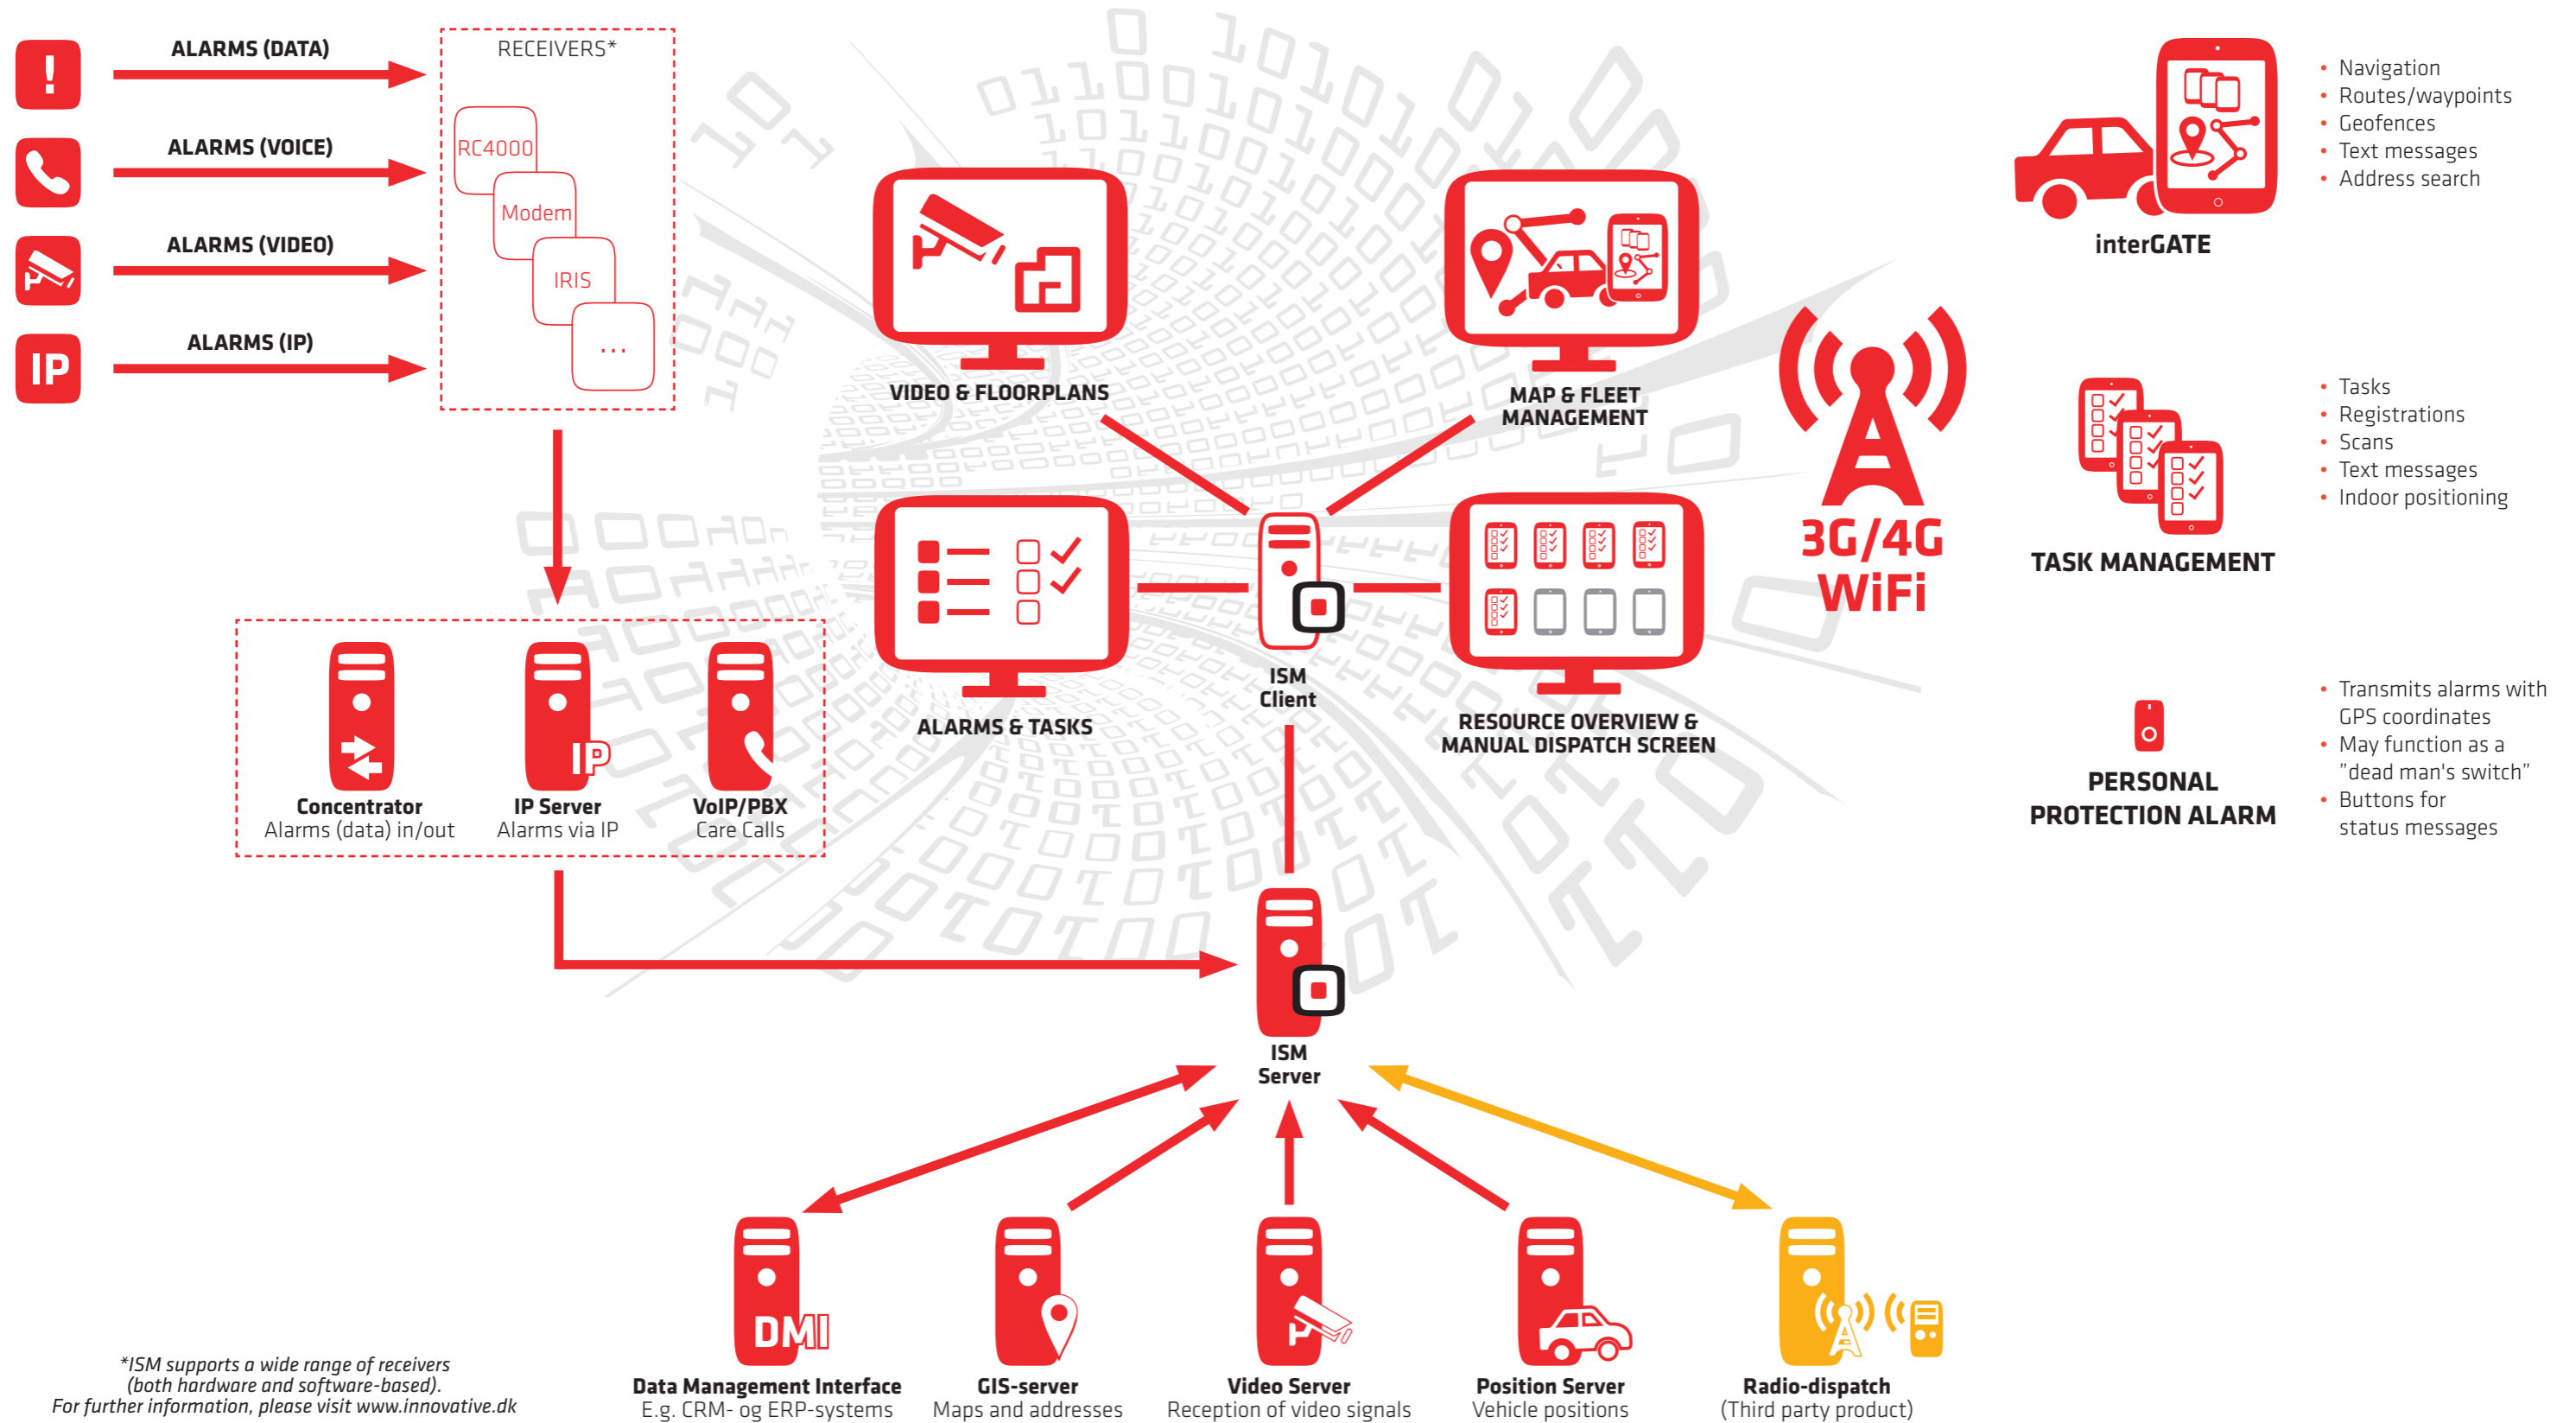 ALARMS (DATA)
ALARMS (VOICE)
ALARMS (VIDEO)
IP
ALARMS (IP)
RECEIVERS*
RC4000
Modem
IRIS
...
VIDEO & FLOORPLANS
MAP & FLEET
MANAGEMENT
ALARMS & TASKS
ISM
Client
RESOURCE OVERVIEW &
MANUAL DISPATCH SCREEN
3G/4G
WiFi
interGATE
• Navigation
• Routes/waypoints
• Geofences
• Text messages
• Address search
TASK MANAGEMENT
• Tasks
• Registrations
• Scans
• Text messages
• Indoor positioning
PERSONAL
PROTECTION ALARM
• Transmits alarms with
GPS coordinates
• May function as a
”dead man's switch”
• Buttons for
status messages
Concentrator
Alarms (data) in/out
IP
IP Server
Alarms via IP
VoIP/PBX
Care Calls
ISM
Server
DMI
Data Management Interface
E.g. CRM- og ERP-systems
GIS-server
Maps and addresses
Video Server
Reception of video signals
Position Server
Vehicle positions
Radio-dispatch
(Third party product)
*ISM supports a wide range of receivers
(both hardware and software-based).
For further information, please visit www.innovative.dk